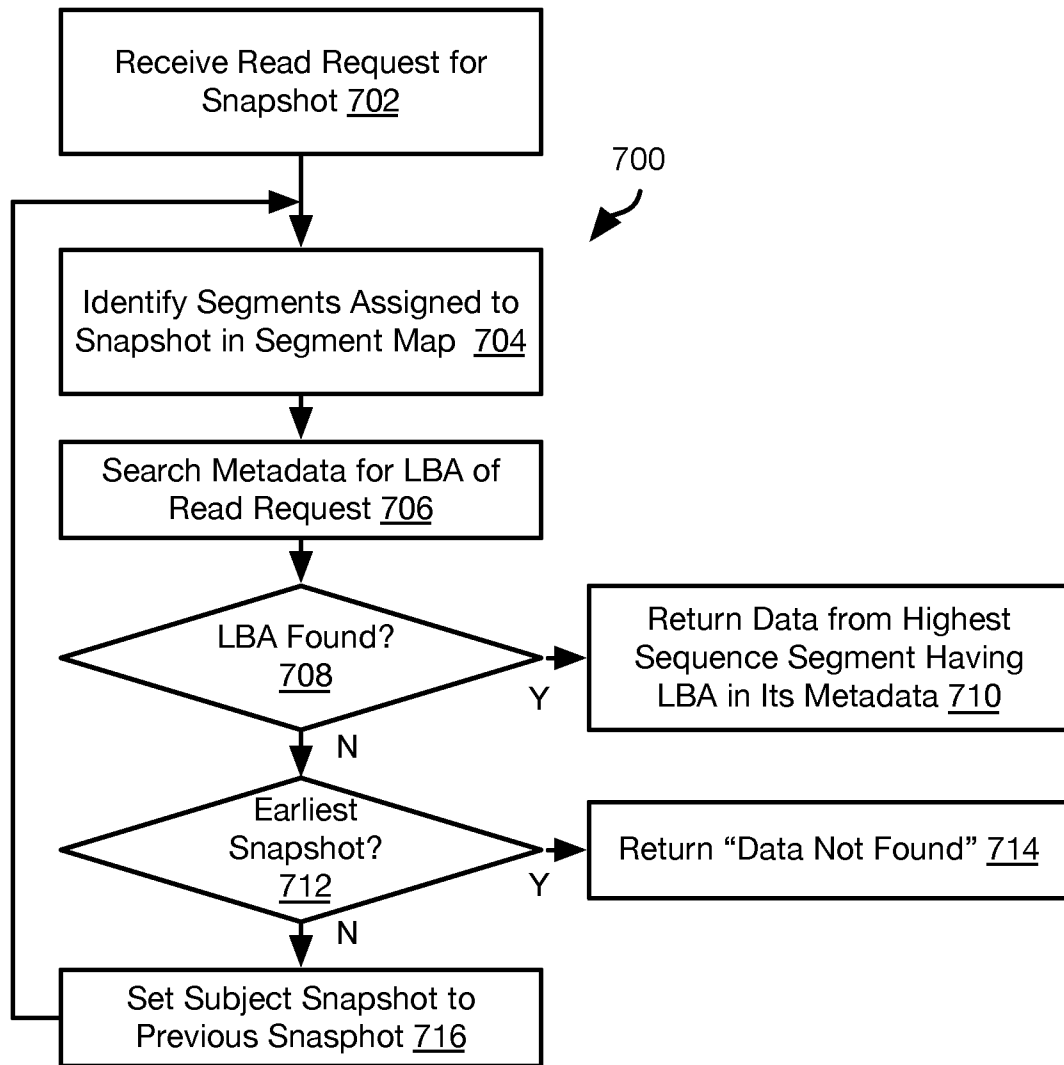 Receive Read Request for
Snapshot 702
700
Identify Segments Assigned to
Snapshot in Segment Map 704
Search Metadata for LBA of
Read Request 706
LBA Found?
708
Y
N
Return Data from Highest
Sequence Segment Having
LBA in Its Metadata 710
Earliest
Snapshot?
712
Y
N
Return “Data Not Found” 714
Set Subject Snapshot to
Previous Snasphot 716